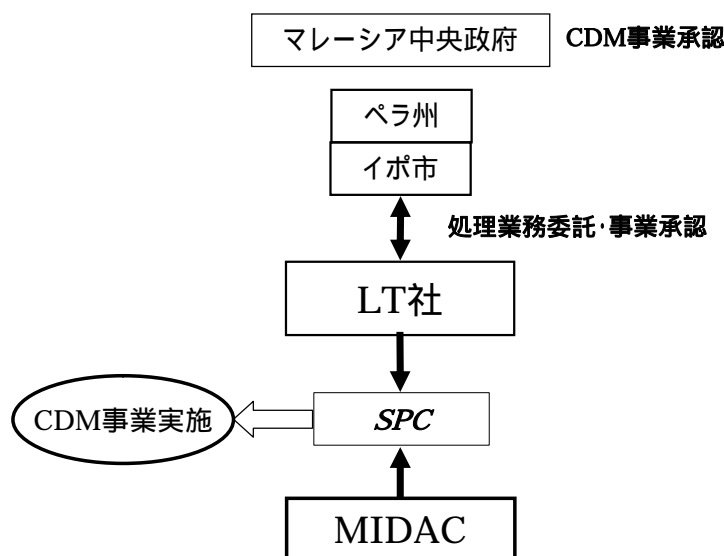 マレーシア中央政府 CDM事業承認
ペラ州
イポ市
処理業務委託・事業承認
LT社
CDM事業実施 SPC
MIDAC